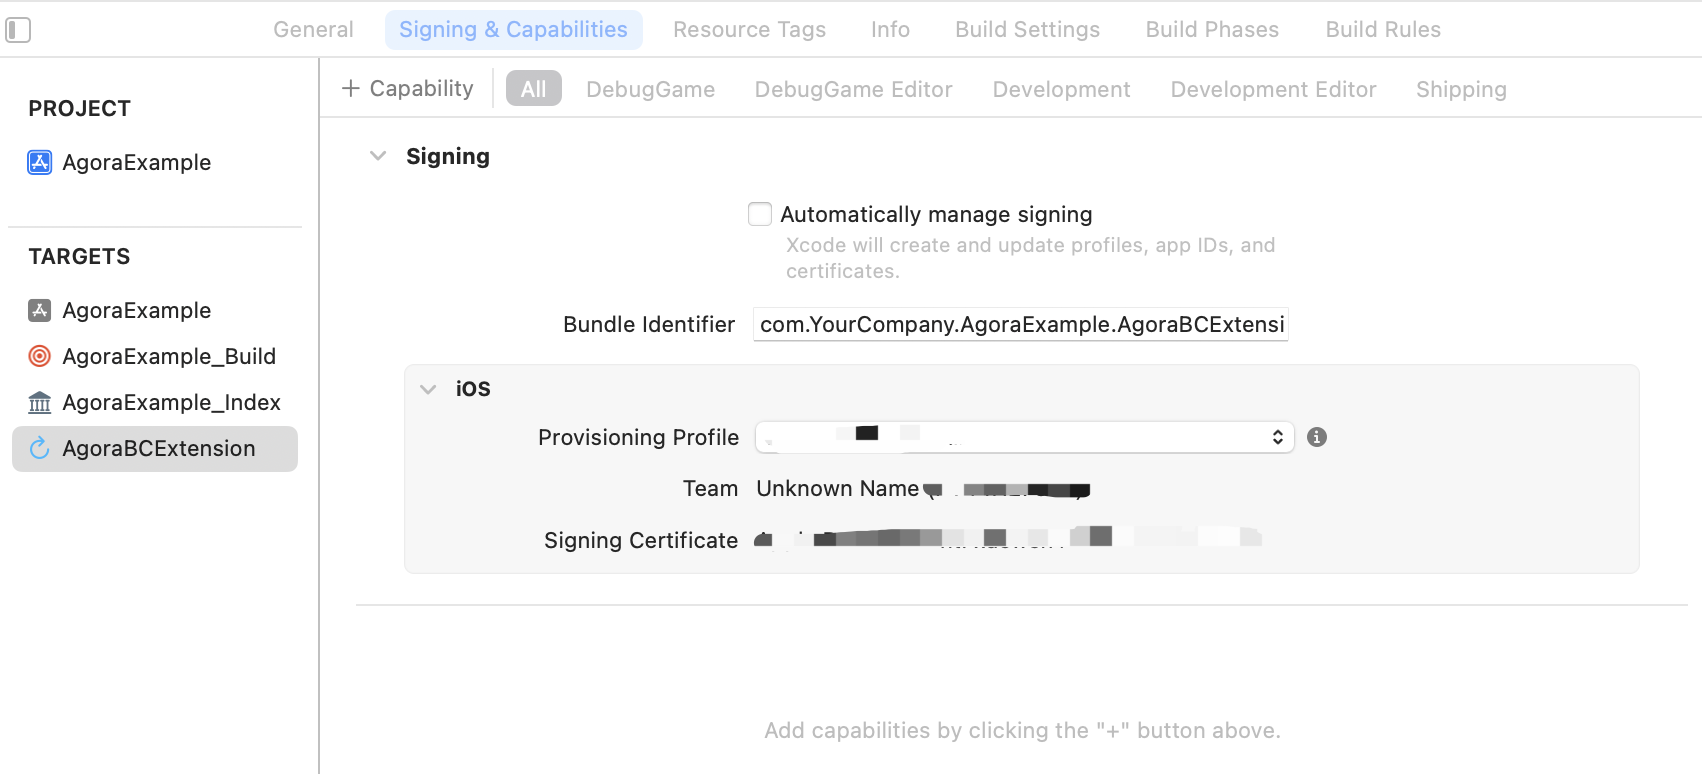 General Signing & Capabilities Resource Tags Info Build Settings Build Phases Build Rules
PROJECT
AgoraExample
TARGETS
AgoraExample
AgoraExample_Build
AgoraExample_Index
AgoraBCExtension
+ Capability All DebugGame DebugGame Editor Development Development Editor Shipping
Signing
Automatically manage signing
Xcode will create and update profiles, app IDs, and
certificates.
Bundle Identifier com.YourCompany.AgoraExample.AgoraBCExtensi
iOS
Provisioning Profile
Team Unknown Name
Signing Certificate
Add capabilities by clicking the "+" button above.